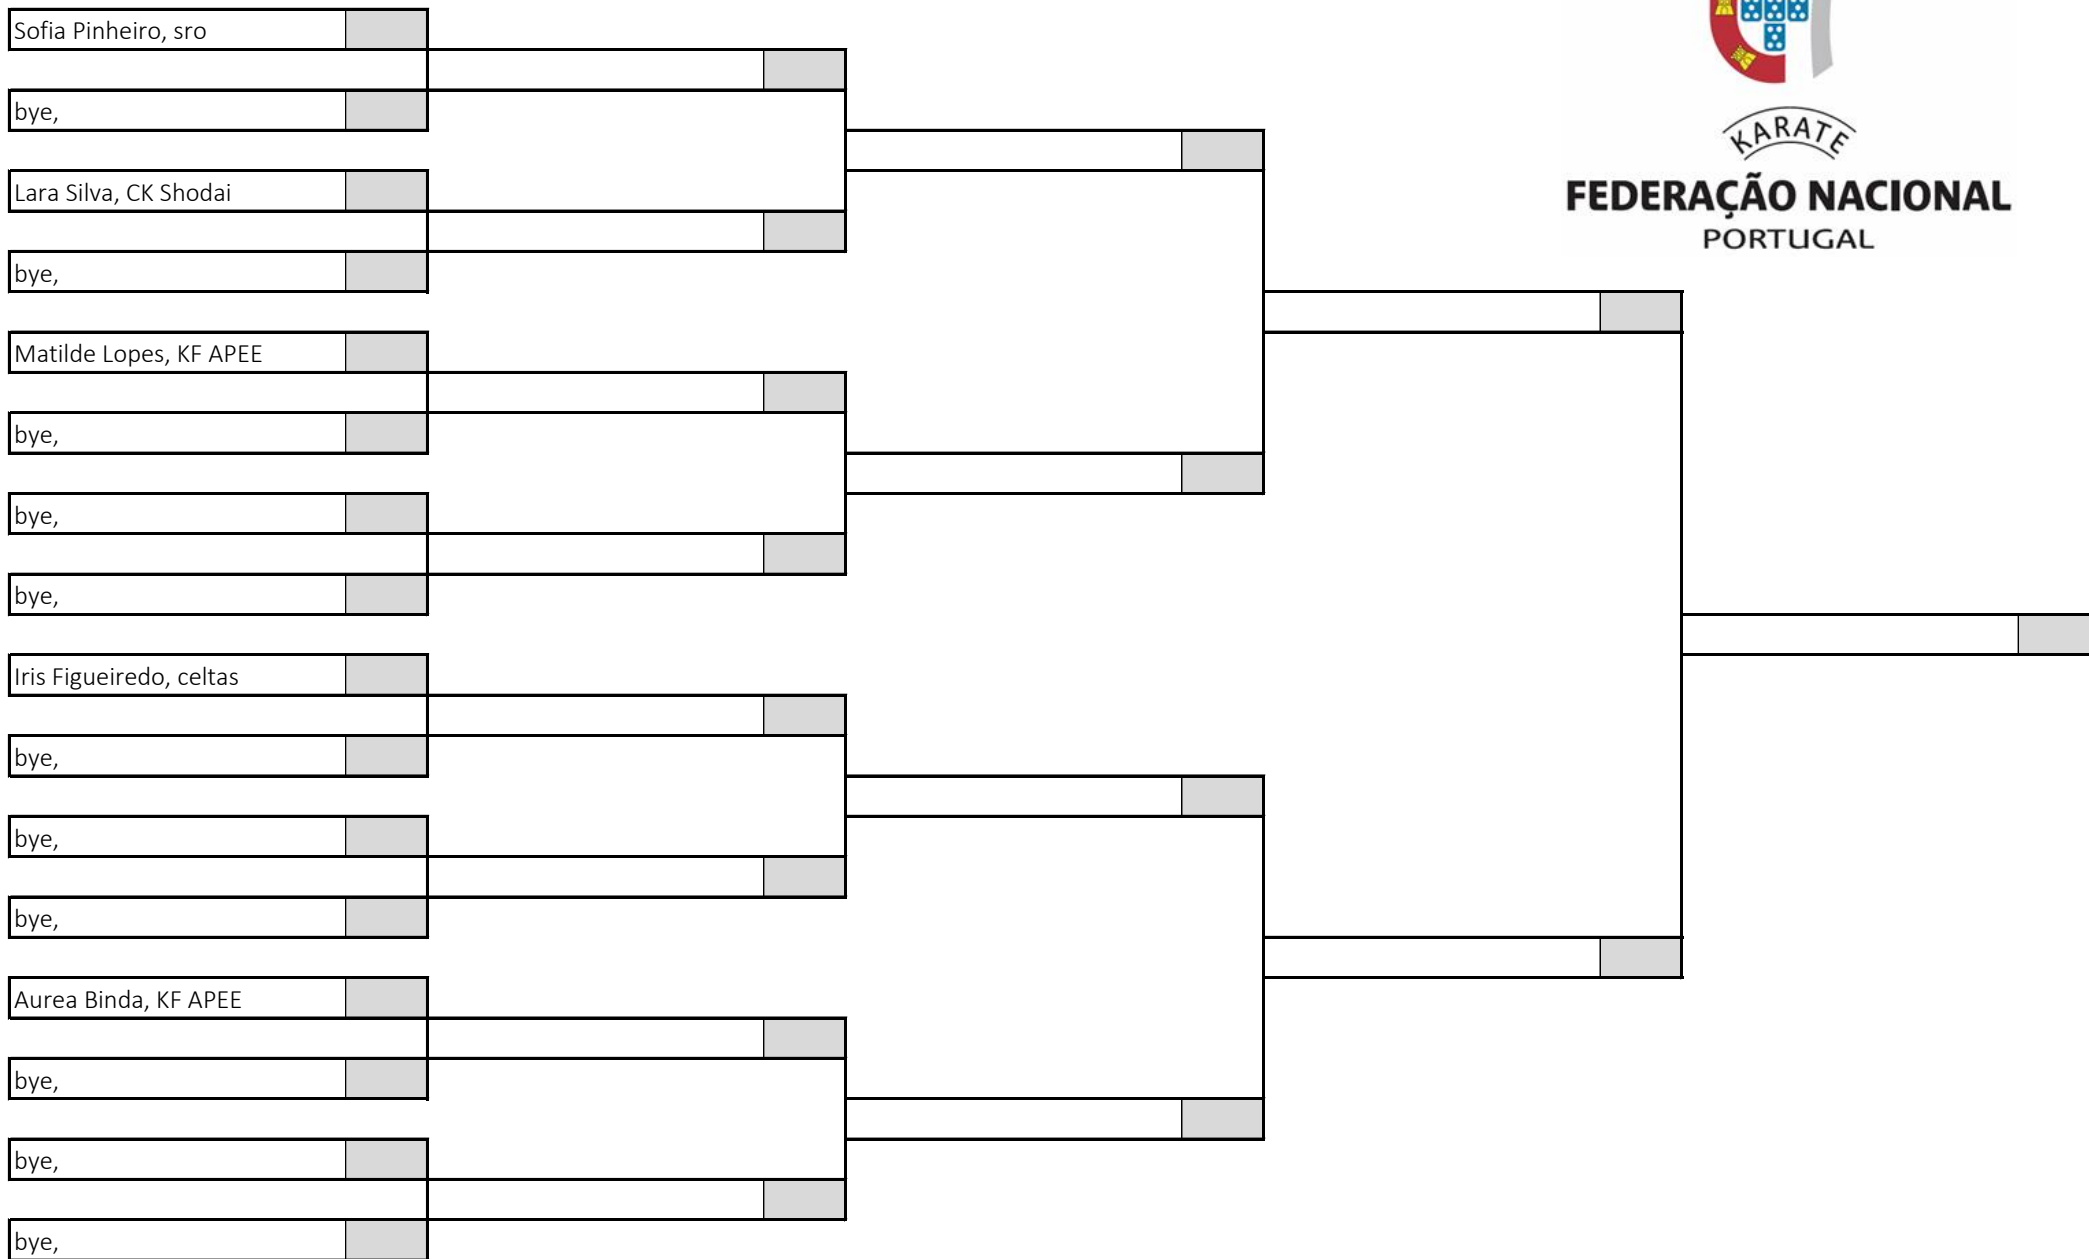 Sofia Pinheiro, sro
bye,
Lara Silva, CK Shodai
bye,
Matilde Lopes, KF APEE
bye,
bye,
bye,
Iris Figueiredo, celtas
bye,
bye,
bye,
Aurea Binda, KF APEE
bye,
bye,
bye,
KARATE
FEDERAÇÃO NACIONAL
PORTUGAL